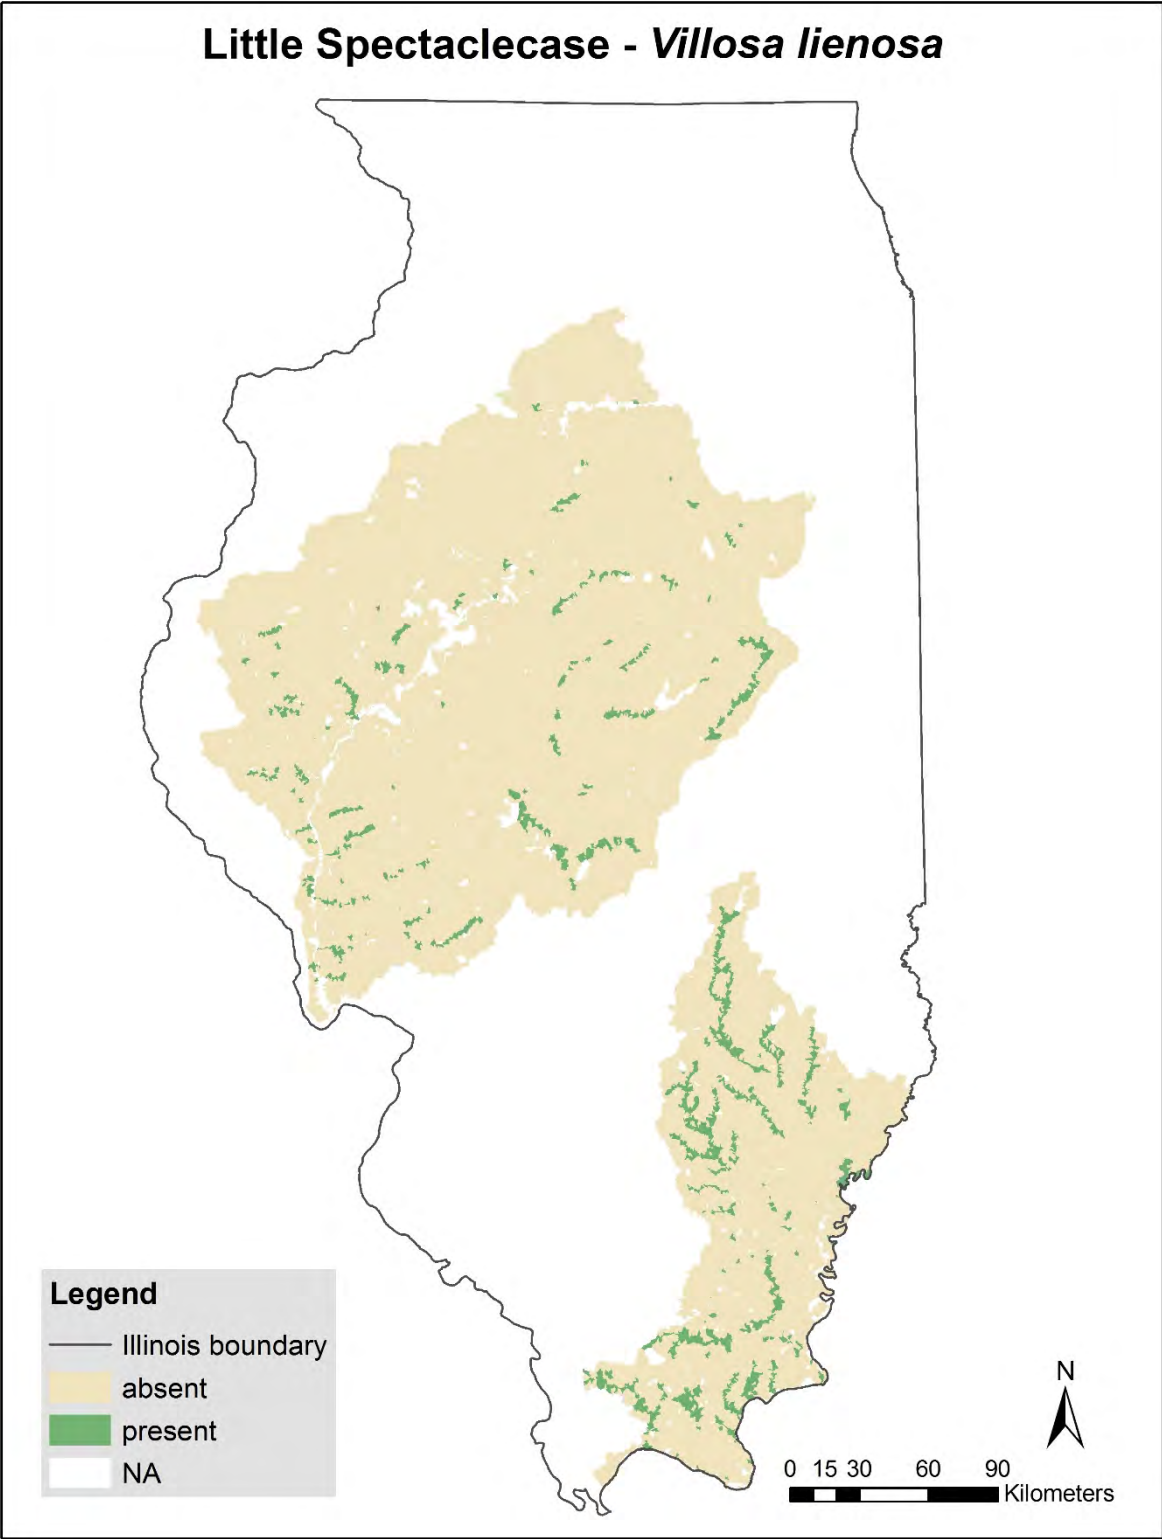 Little Spectaclecase - Villosa lienosa
Legend
Illinois boundary
absent
present
NA
N
0 15 30 60 90
Kilometers